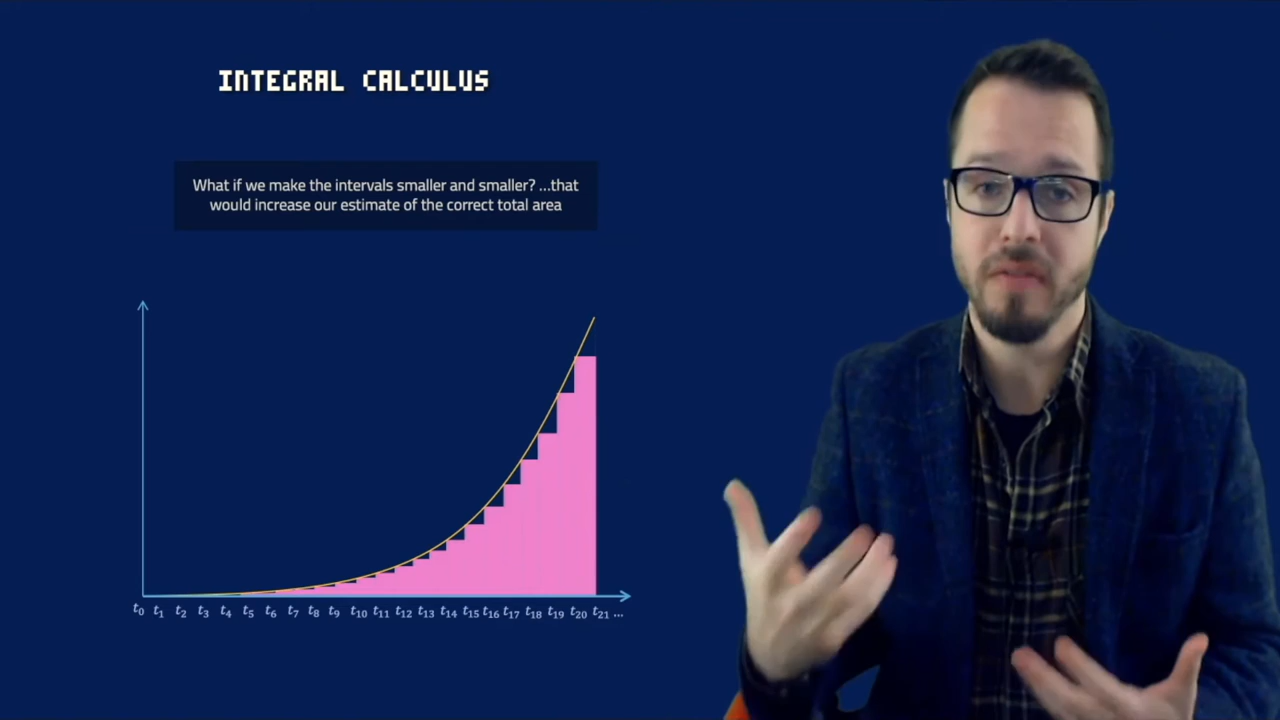 INTEGRAL CALCULUS
What if we make the intervals smaller and smaller? ...that
would increase our estimate of the correct total area
t₀ t₁ t₂ t₃ t₄ t₅ t₆ t₇ t₈ t₉ t₁₀ t₁₁ t₁₂ t₁₃ t₁₄ t₁₅ t₁₆ t₁₇ t₁₈ t₁₉ t₂₀ t₂₁ ...